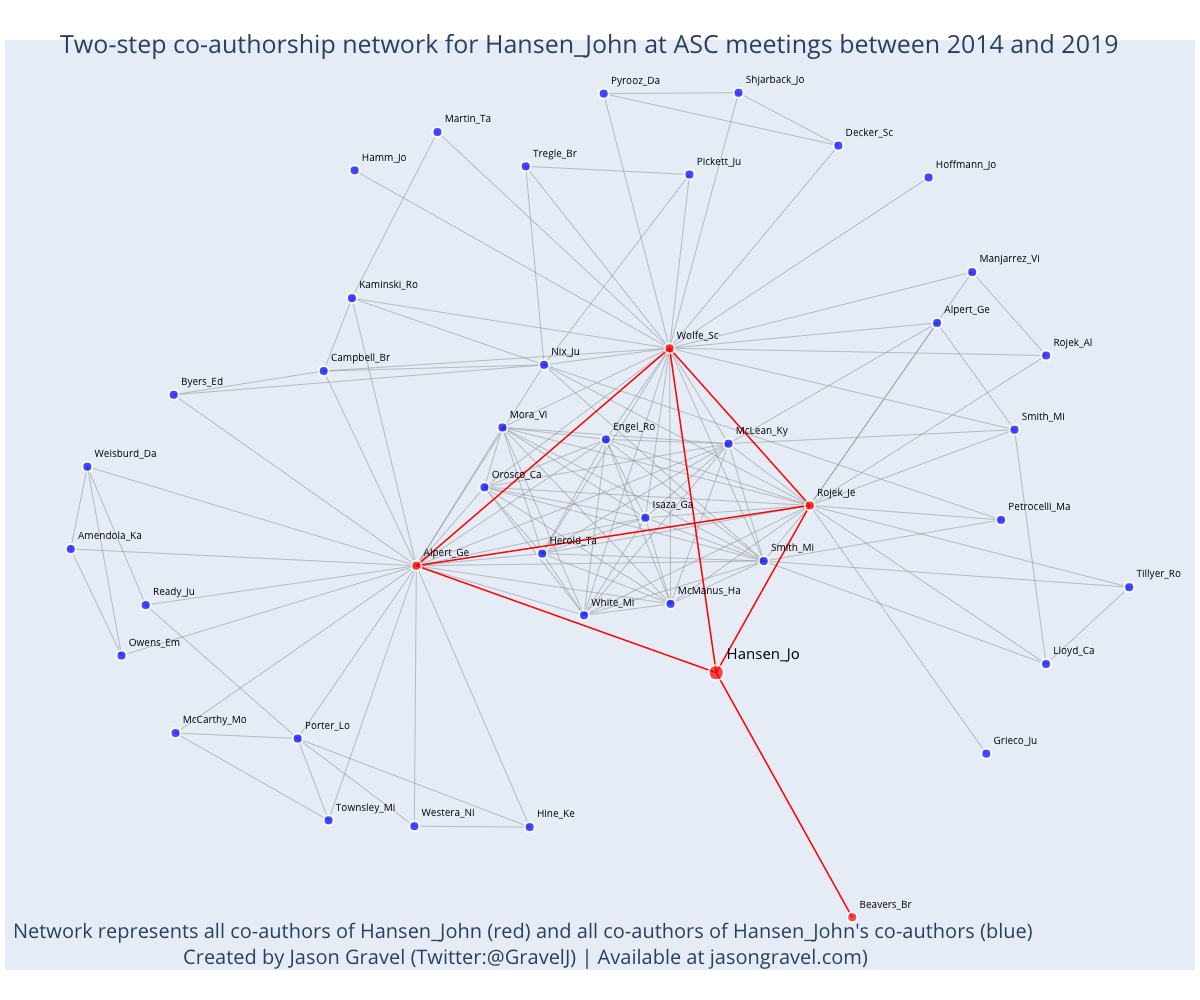 Two-step co-authorship network for Hansen_John at ASC meetings between 2014 and 2019
Pyrooz_Da
Shjarback_Jo
Martin_Ta
Decker_Sc
Hamm_Jo
Tregle_Br
Pickett_Ju
Hoffmann_Jo
Manjarrez_Vi
Kaminski_Ro
Alpert_Ge
Wolfe_Sc
Rojek_Al
Nix_Ju
Campbell_Br
Byers_Ed
Mora_Vi
Engel_Ro
McLean_Ky
Smith_Mi
Weisburd_Da
Orosco_Ca
Rojek_Je
Isaza_Ga
Petrocelli_Ma
Amendola_Ka
Herold_Ta
Smith_Mi
Alpert_Ge
Tillyer_Ro
Ready_Ju
White_Mi
McManus_Ha
Owens_Em
Hansen_Jo
Lloyd_Ca
McCarthy_Mo
Porter_Lo
Grieco_Ju
Townsley_Mi
Westera_Ni
Hine_Ke
Beavers_Br
Network represents all co-authors of Hansen_John (red) and all co-authors of Hansen_John's co-authors (blue)
Created by Jason Gravel (Twitter:@GravelJ) | Available at jasongravel.com)